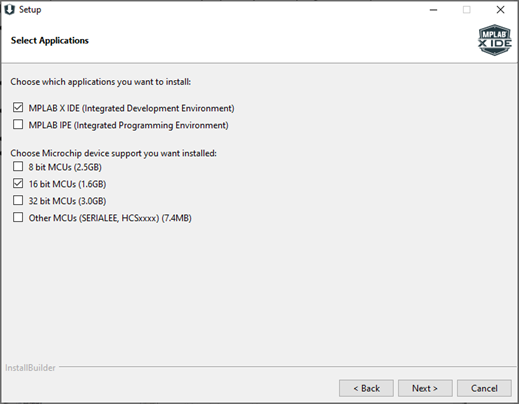 Setup
Select Applications
MPLAB
X IDE
Choose which applications you want to install:
MPLAB X IDE (Integrated Development Environment)
MPLAB IPE (Integrated Programming Environment)
Choose Microchip device support you want installed:
8 bit MCUs (2.5GB)
16 bit MCUs (1.6GB)
32 bit MCUs (3.0GB)
Other MCUs (SERIALEE, HCSxxxx) (7.4MB)
InstallBuilder
< Back Next > Cancel